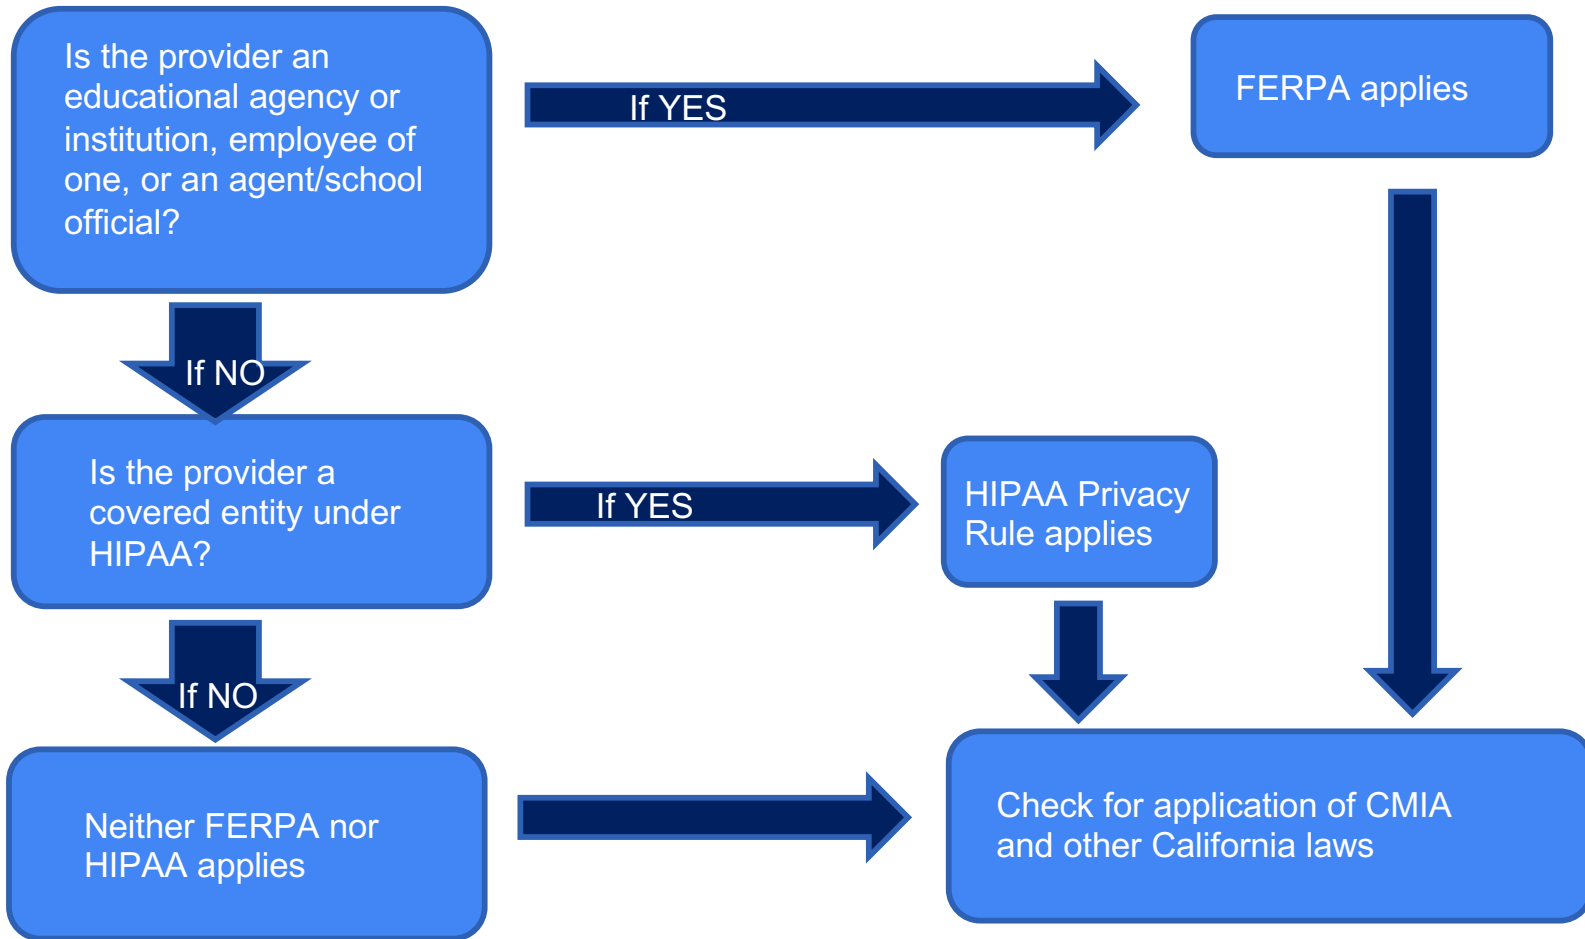 Is the provider an
educational agency or
institution, employee of
one, or an agent/school
official?
If YES
FERPA applies
If NO
Is the provider a
covered entity under
HIPAA?
If YES
HIPAA Privacy
Rule applies
If NO
Neither FERPA nor
HIPAA applies
Check for application of CMIA
and other California laws